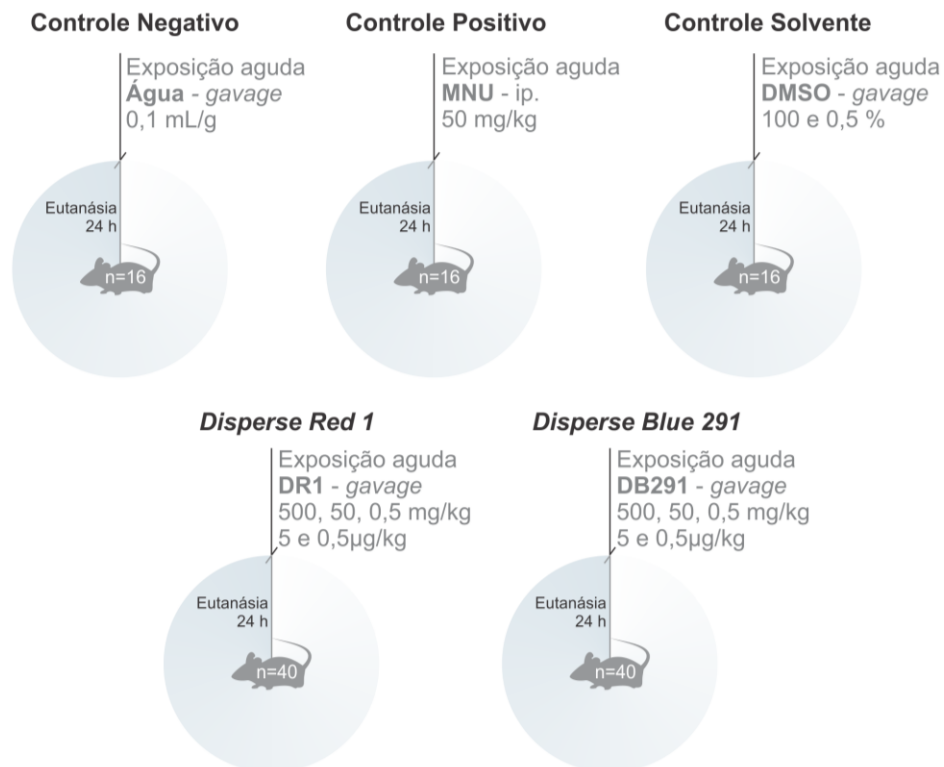 Controle Negativo
Exposição aguda
Água - gavage
0,1 mL/g
Eutanásia
24 h
n=16
Controle Positivo
Exposição aguda
MNU - ip.
50 mg/kg
Eutanásia
24 h
n=16
Controle Solvente
Exposição aguda
DMSO - gavage
100 e 0,5 %
Eutanásia
24 h
n=16
Disperse Red 1
Exposição aguda
DR1 - gavage
500, 50, 0,5 mg/kg
5 e 0,5µg/kg
Eutanásia
24 h
n=40
Disperse Blue 291
Exposição aguda
DB291 - gavage
500, 50, 0,5 mg/kg
5 e 0,5µg/kg
Eutanásia
24 h
n=40